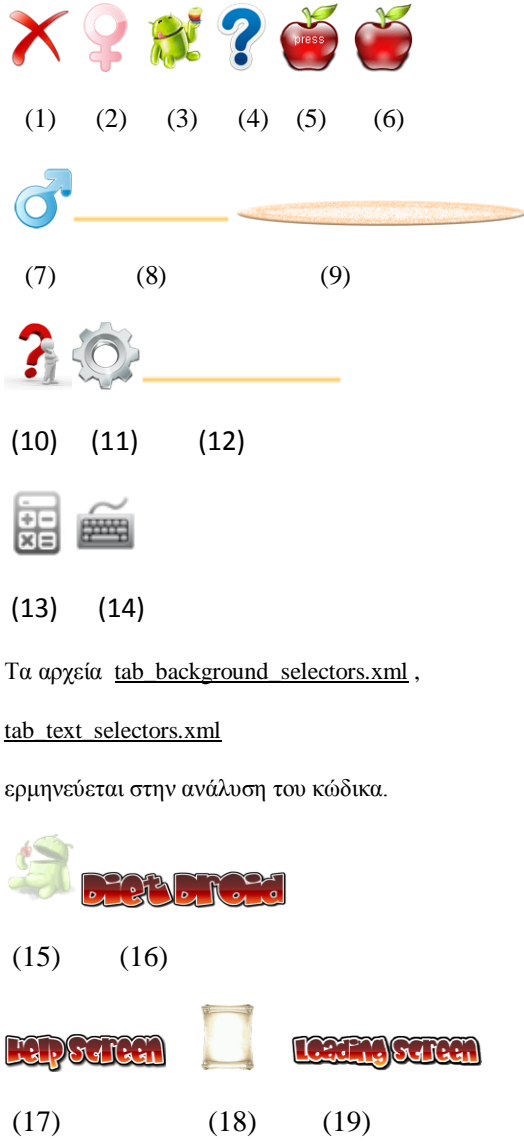 press
(1) (2) (3) (4) (5) (6)
(7) (8) (9)
(10) (11) (12)
(13) (14)
Τα αρχεία tab_background_selectors.xml ,
tab_text_selectors.xml
ερμηνεύεται στην ανάλυση του κώδικα.
Diet Droid
(15) (16)
Help Screen Loading Screen
(17) (18) (19)